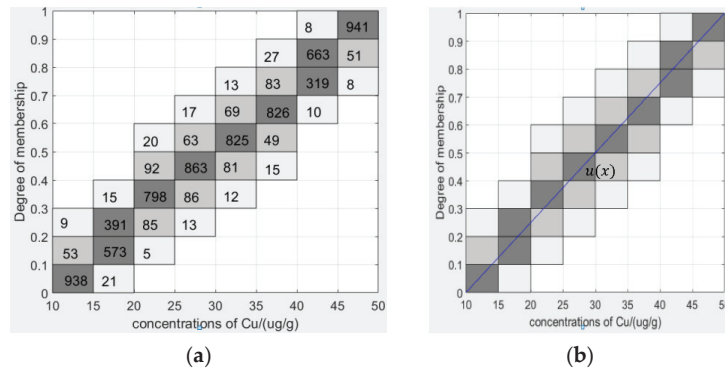 Degree of membership
1
8 941
0.9
27 663 51
0.8
13 83 319 8
0.7
17 69 826 10
0.6
20 63 825 49
0.5
92 863 81 15
0.4
15 798 86 12
0.3
9 391 85 13
0.2
53 573 5
0.1
938 21
0
10 15 20 25 30 35 40 45 50
concentrations of Cu/(ug/g)
(a)
Degree of membership
1
0.9
0.8
0.7
0.6
0.5
0.4
0.3
0.2
0.1
0
u(x)
10 15 20 25 30 35 40 45 50
concentrations of Cu/(ug/g)
(b)